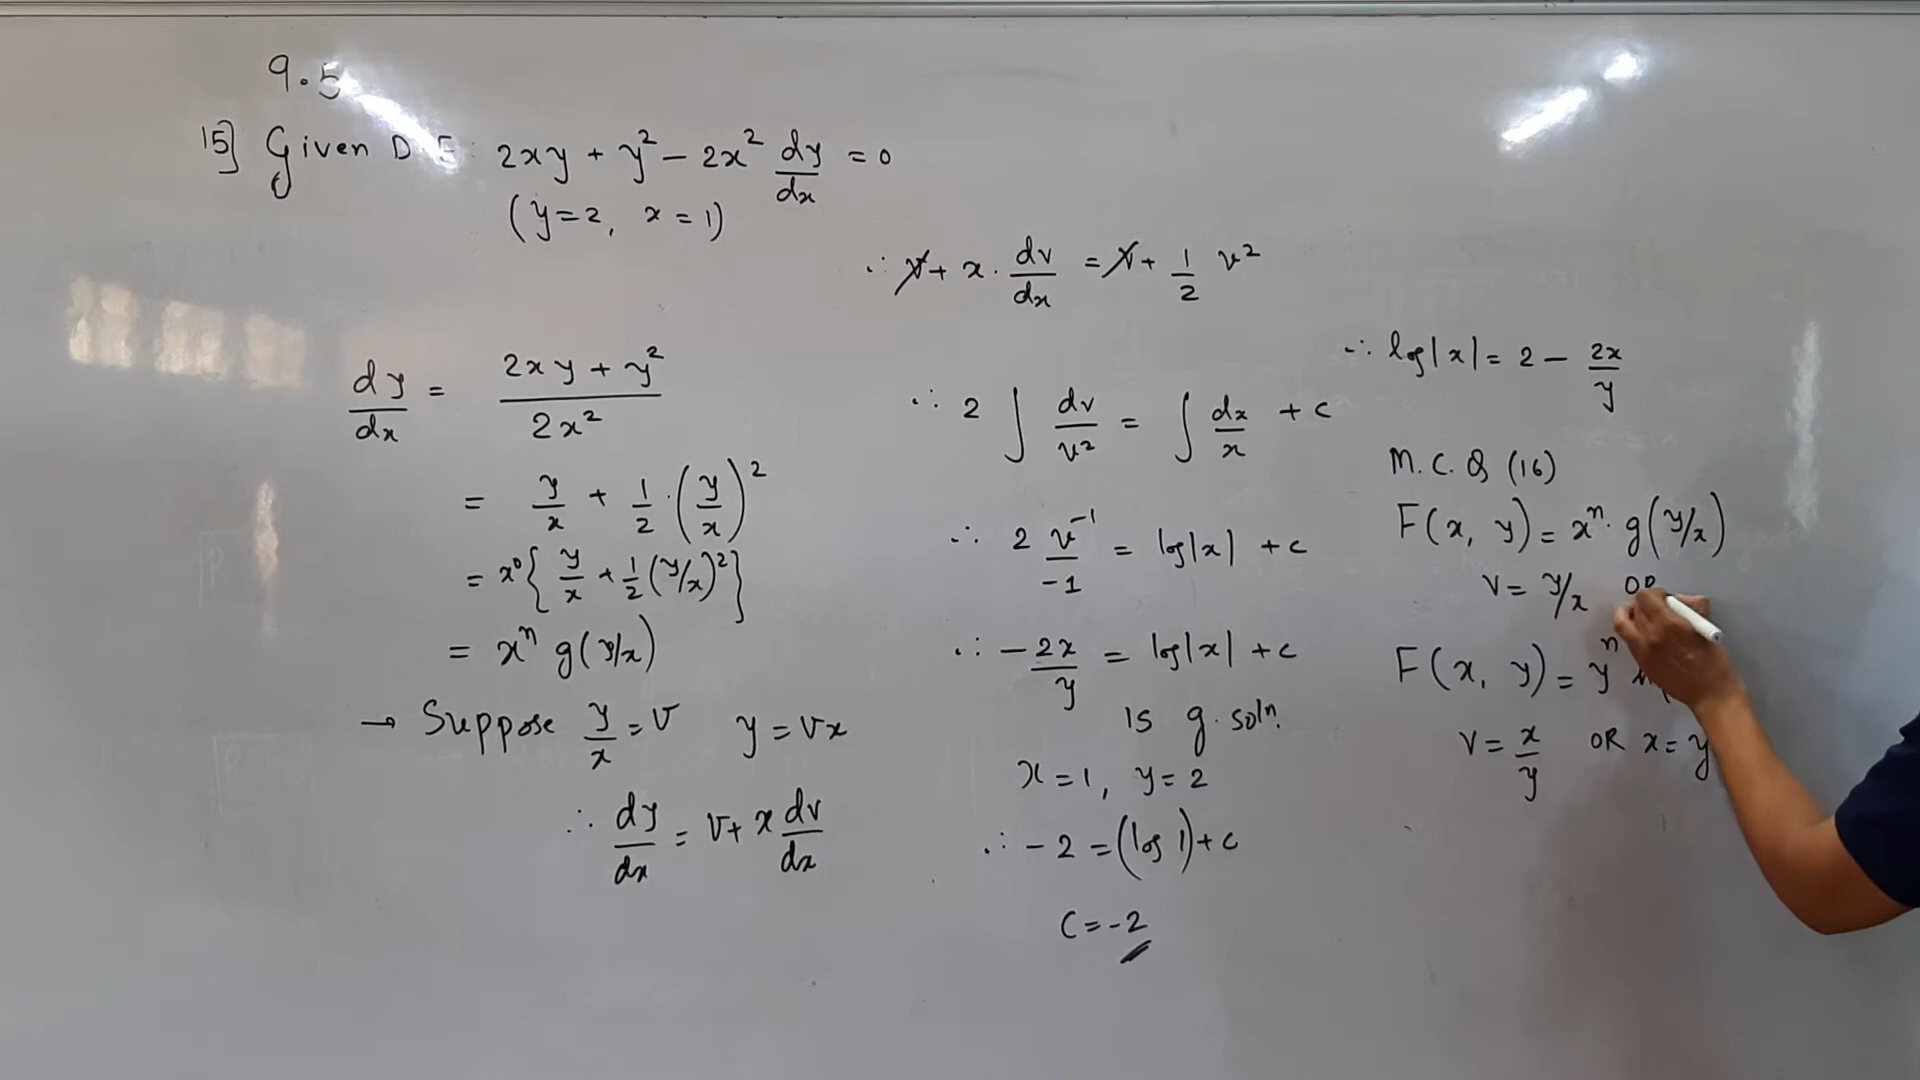 9.5
15] Given D.E: 2xy + y² − 2x² dy/dx = 0
(y=2, x=1)
dy/dx = (2xy + y²)/(2x²)
= y/x + 1/2 · (y/x)²
= x⁰{ y/x + 1/2 (y/x)² }
= xⁿ g(y/x)
→ Suppose y/x = v y = vx
∴ dy/dx = v + x dv/dx
∴ v + x · dv/dx = v + 1/2 v²
∴ 2 ∫ dv/v² = ∫ dx/x + c
∴ 2 v⁻¹/-1 = log|x| + c
∴ -2x/y = log|x| + c
is g. solⁿ.
x=1, y=2
∴ -2 = (log 1) + c
C = -2
∴ log|x| = 2 − 2x/y
M.C.Q (16)
F(x, y) = xⁿ · g(y/x)
v = y/x OR
F(x, y) = yⁿ
v = x/y OR x = y